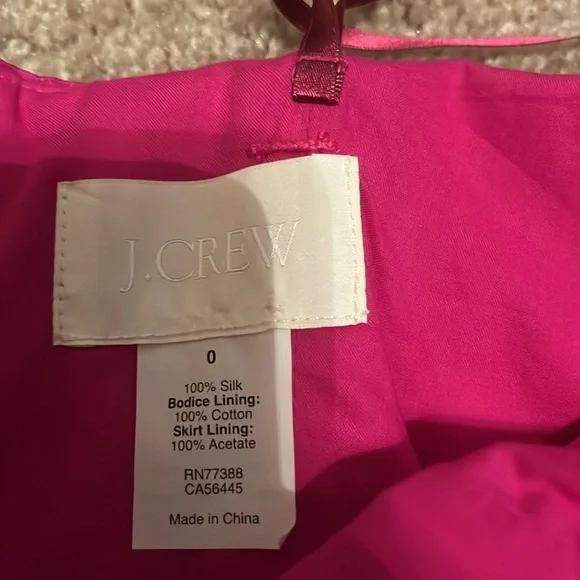 J.CREW
0
100% Silk
Bodice Lining:
100% Cotton
Skirt Lining:
100% Acetate
RN77388
CA56445
Made in China